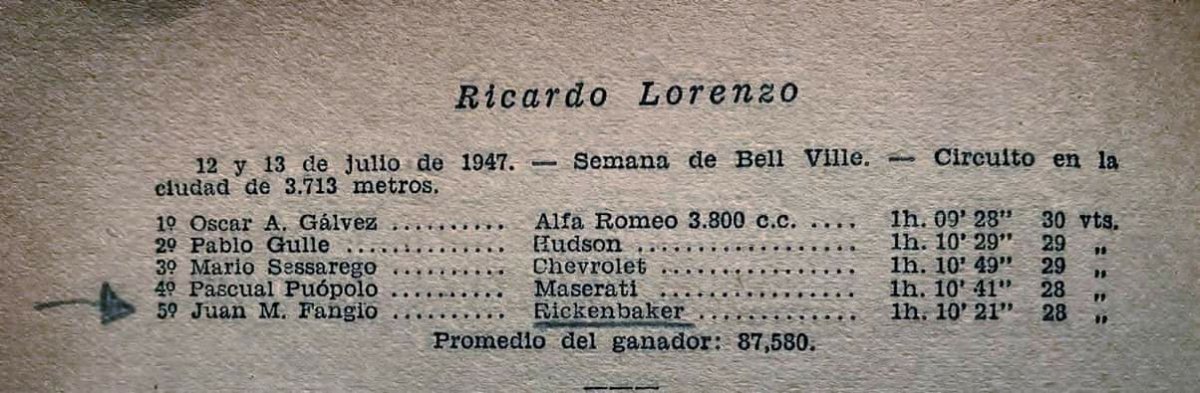 Ricardo Lorenzo
12 y 13 de julio de 1947. — Semana de Bell Ville. — Circuito en la
ciudad de 3.713 metros.
1º Oscar A. Gálvez .......... Alfa Romeo 3.800 c.c. .... 1h. 09' 28" 30 vts.
2º Pablo Gulle .............. Hudson ................... 1h. 10' 29" 29 „
3º Mario Sessarego .......... Chevrolet ................ 1h. 10' 49" 29 „
4º Pascual Puópolo .......... Maserati ................. 1h. 10' 41" 28 „
5º Juan M. Fangio .......... Rickenbaker ............. 1h. 10' 21" 28 „
Promedio del ganador: 87,580.